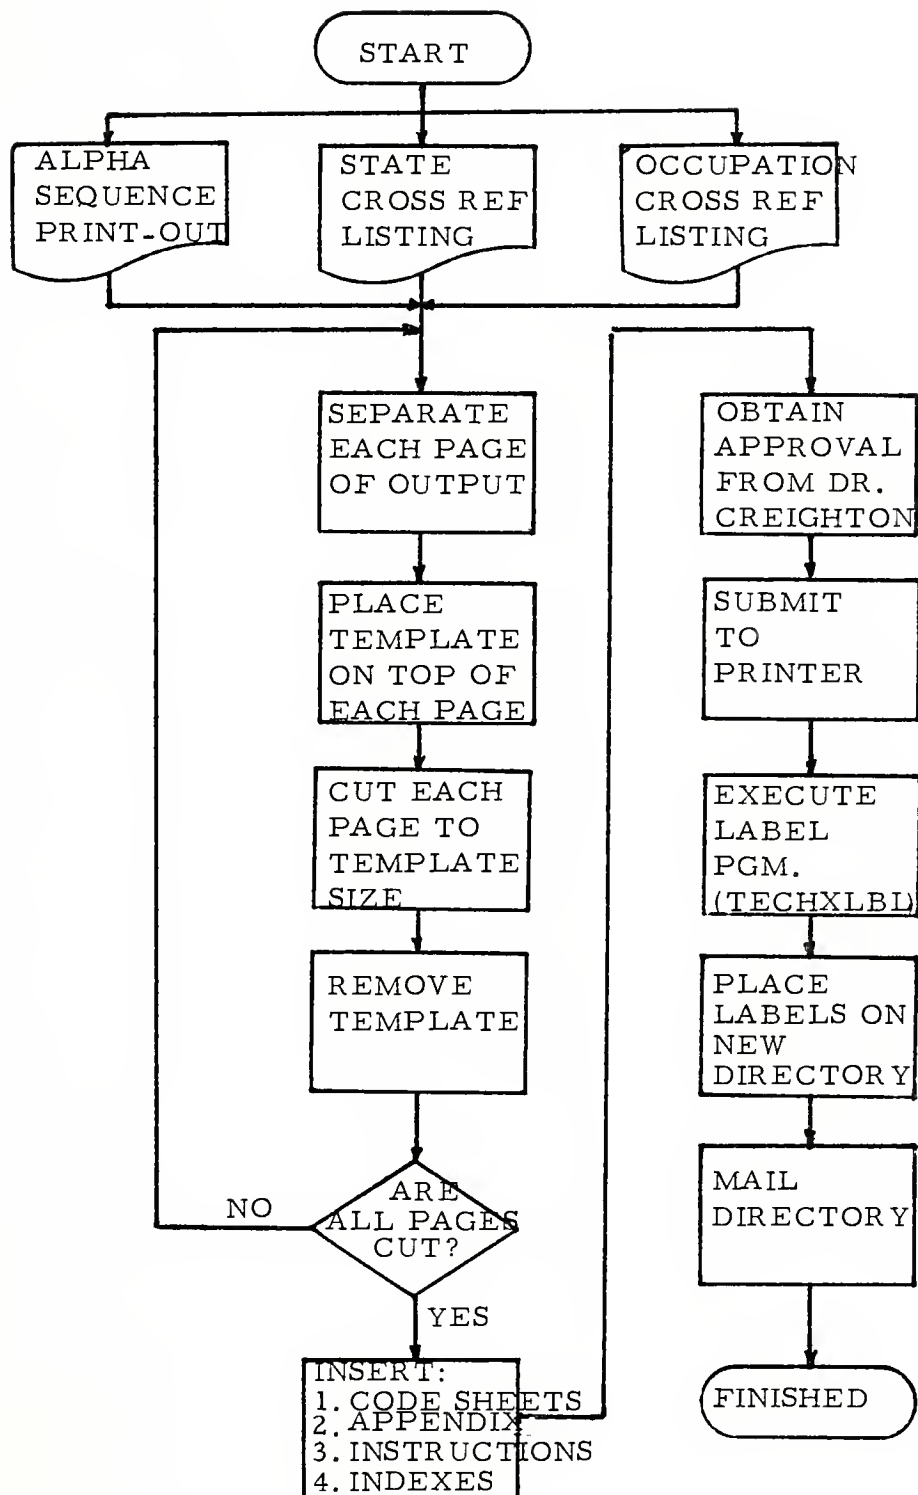 START
ALPHA
SEQUENCE
PRINT-OUT
STATE
CROSS REF
LISTING
OCCUPATION
CROSS REF
LISTING
SEPARATE
EACH PAGE
OF OUTPUT
PLACE
TEMPLATE
ON TOP OF
EACH PAGE
CUT EACH
PAGE TO
TEMPLATE
SIZE
REMOVE
TEMPLATE
ARE
ALL PAGES
CUT?
NO
YES
INSERT:
1. CODE SHEETS
2. APPENDIX
3. INSTRUCTIONS
4. INDEXES
OBTAIN
APPROVAL
FROM DR.
CREIGHTON
SUBMIT
TO
PRINTER
EXECUTE
LABEL
PGM.
(TECHXLBL)
PLACE
LABELS ON
NEW
DIRECTORY
MAIL
DIRECTORY
FINISHED